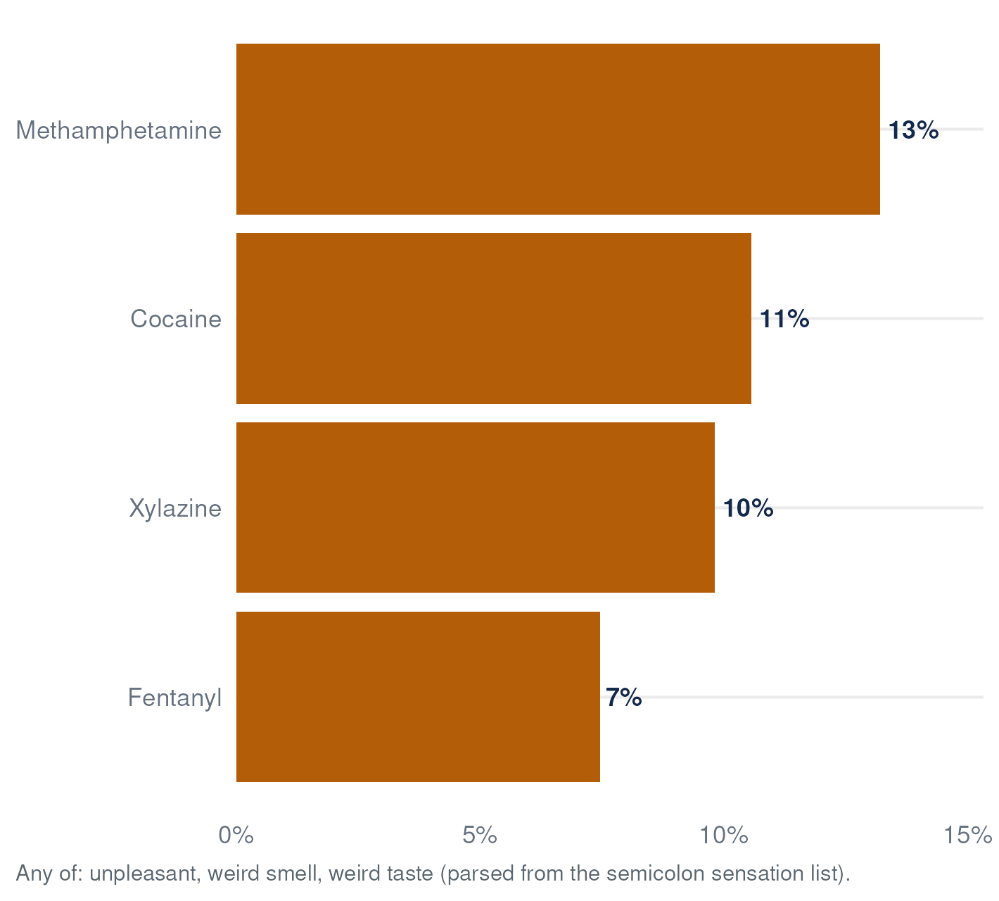 Methamphetamine 13%
Cocaine 11%
Xylazine 10%
Fentanyl 7%
0% 5% 10% 15%
Any of: unpleasant, weird smell, weird taste (parsed from the semicolon sensation list).